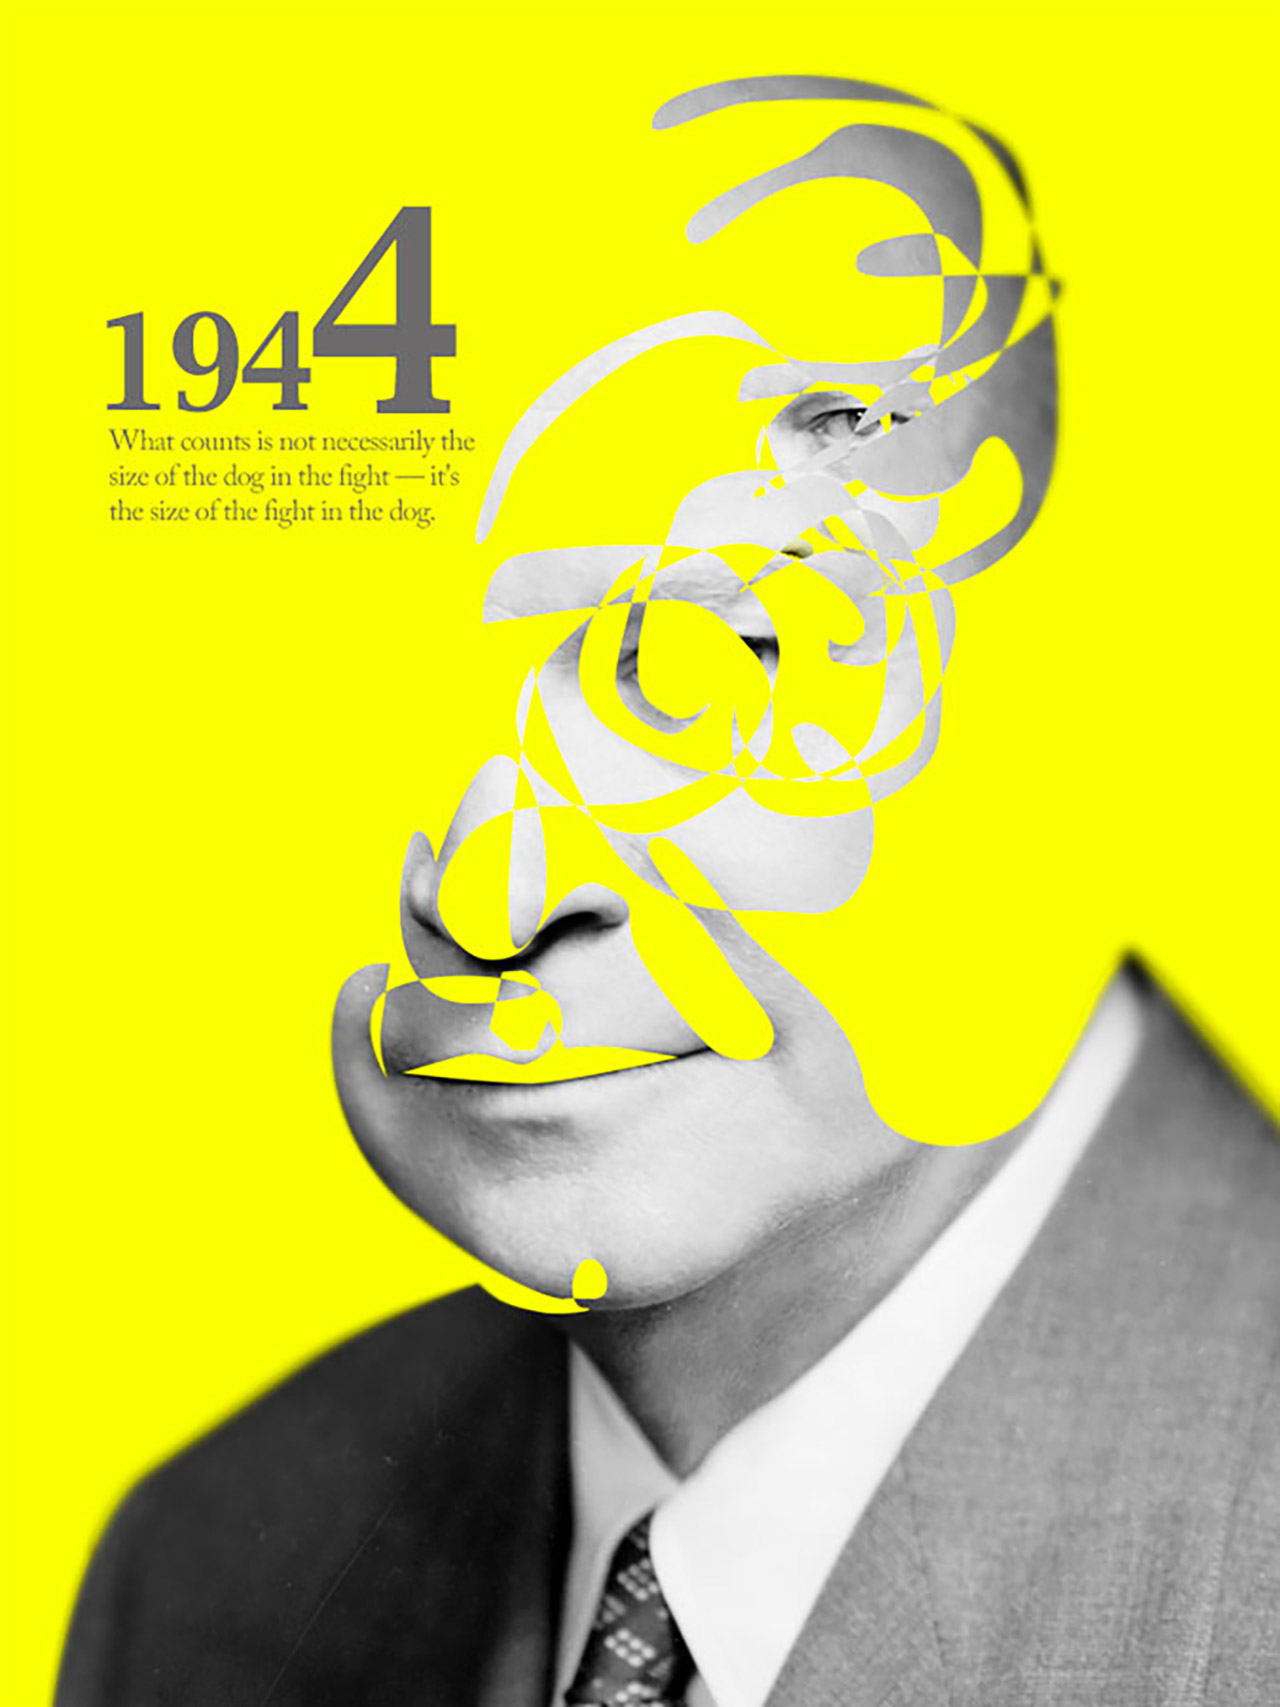 1944
What counts is not necessarily the
size of the dog in the fight — it's
the size of the fight in the dog.